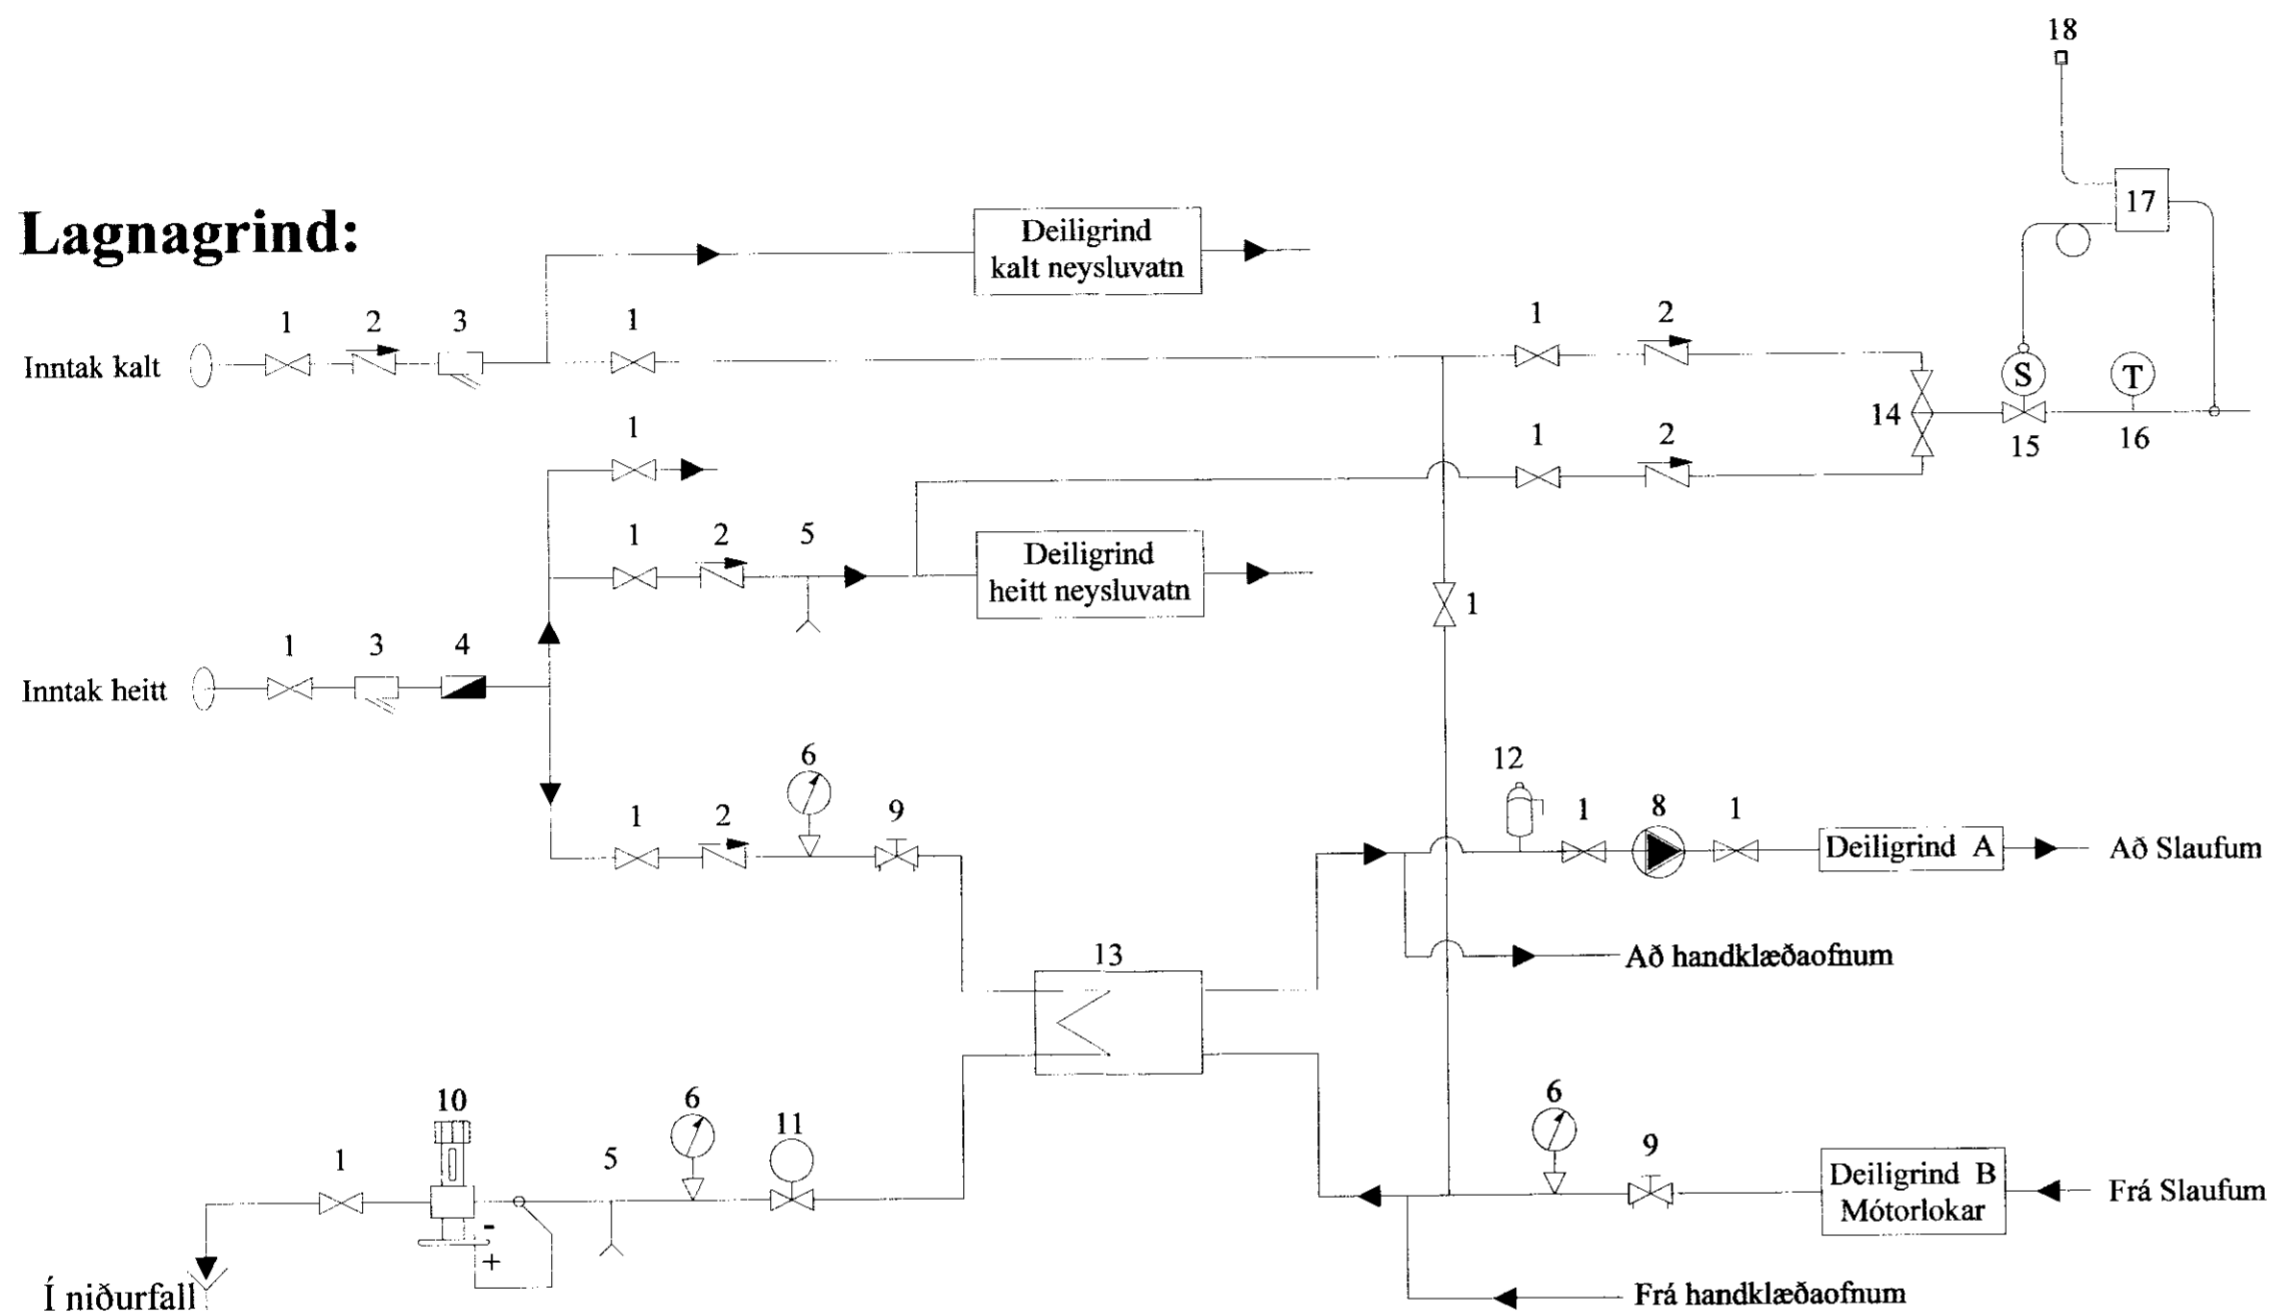 18
17
Lagnagrind:
Deiligrind
kalt neysluvatn
1 2 3 1 1 2
Inntak kalt
S T
14
15 16
1 1 2
1 2 5
Deiligrind
heitt neysluvatn
1
1 3 4
Inntak heitt
6 12
1 2 9 1 8 1
Deiligrind A
Að Slaufum
13
Að handklæðaofnum
10 6 11 6
1 5 9
Deiligrind B
Mótorlokar
Frá Slaufum
-
+
Í niðurfall
Frá handklæðaofnum